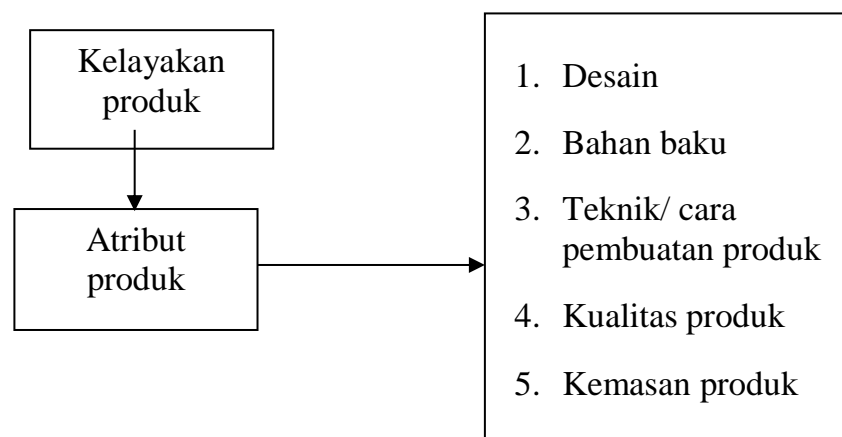 Kelayakan
produk
Atribut
produk
1. Desain
2. Bahan baku
3. Teknik/ cara
pembuatan produk
4. Kualitas produk
5. Kemasan produk